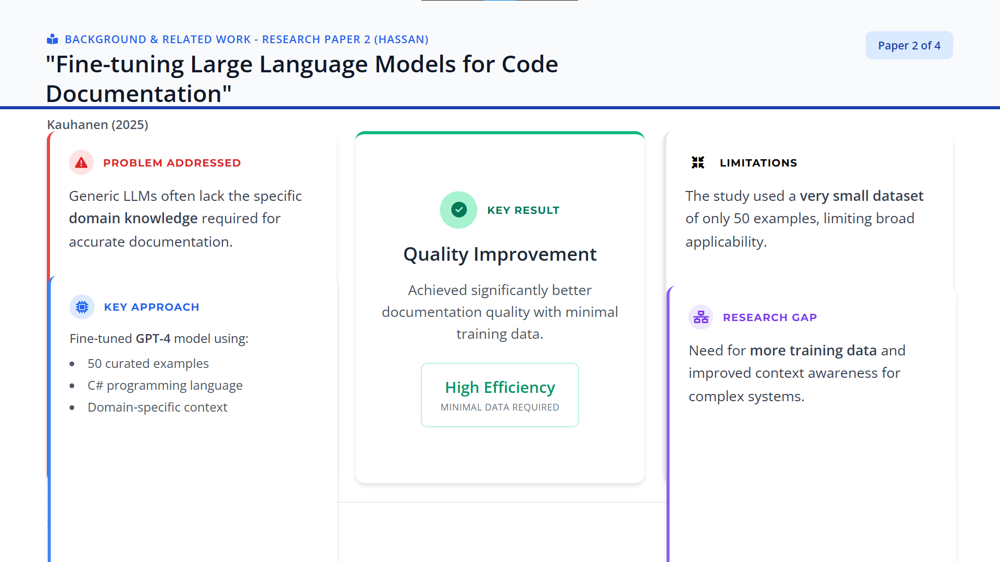 BACKGROUND & RELATED WORK - RESEARCH PAPER 2 (HASSAN)
Paper 2 of 4
"Fine-tuning Large Language Models for Code
Documentation"
Kauhanen (2025)
PROBLEM ADDRESSED
Generic LLMs often lack the specific
domain knowledge required for
accurate documentation.
KEY APPROACH
Fine-tuned GPT-4 model using:
• 50 curated examples
• C# programming language
• Domain-specific context
KEY RESULT
Quality Improvement
Achieved significantly better
documentation quality with minimal
training data.
High Efficiency
MINIMAL DATA REQUIRED
LIMITATIONS
The study used a very small dataset
of only 50 examples, limiting broad
applicability.
RESEARCH GAP
Need for more training data and
improved context awareness for
complex systems.